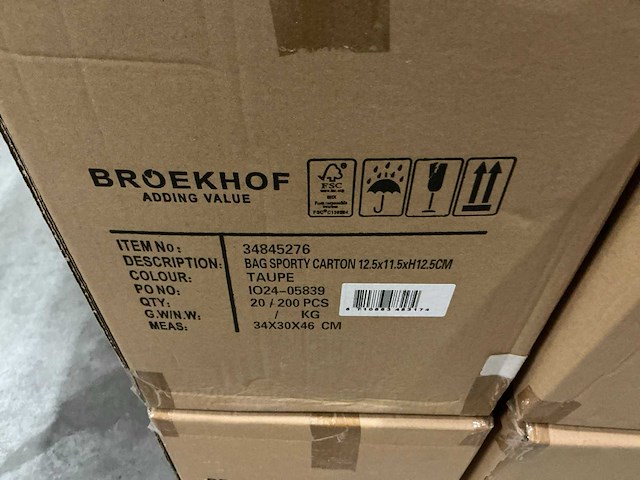 BROEKHOF
ADDING VALUE
FSC
ITEM No: 34845276
DESCRIPTION: BAG SPORTY CARTON 12.5x11.5xH12.5CM
COLOUR: TAUPE
PO NO: IO24-05839
QTY: 20 / 200 PCS
G.W/N.W: / KG
MEAS: 34X30X46 CM